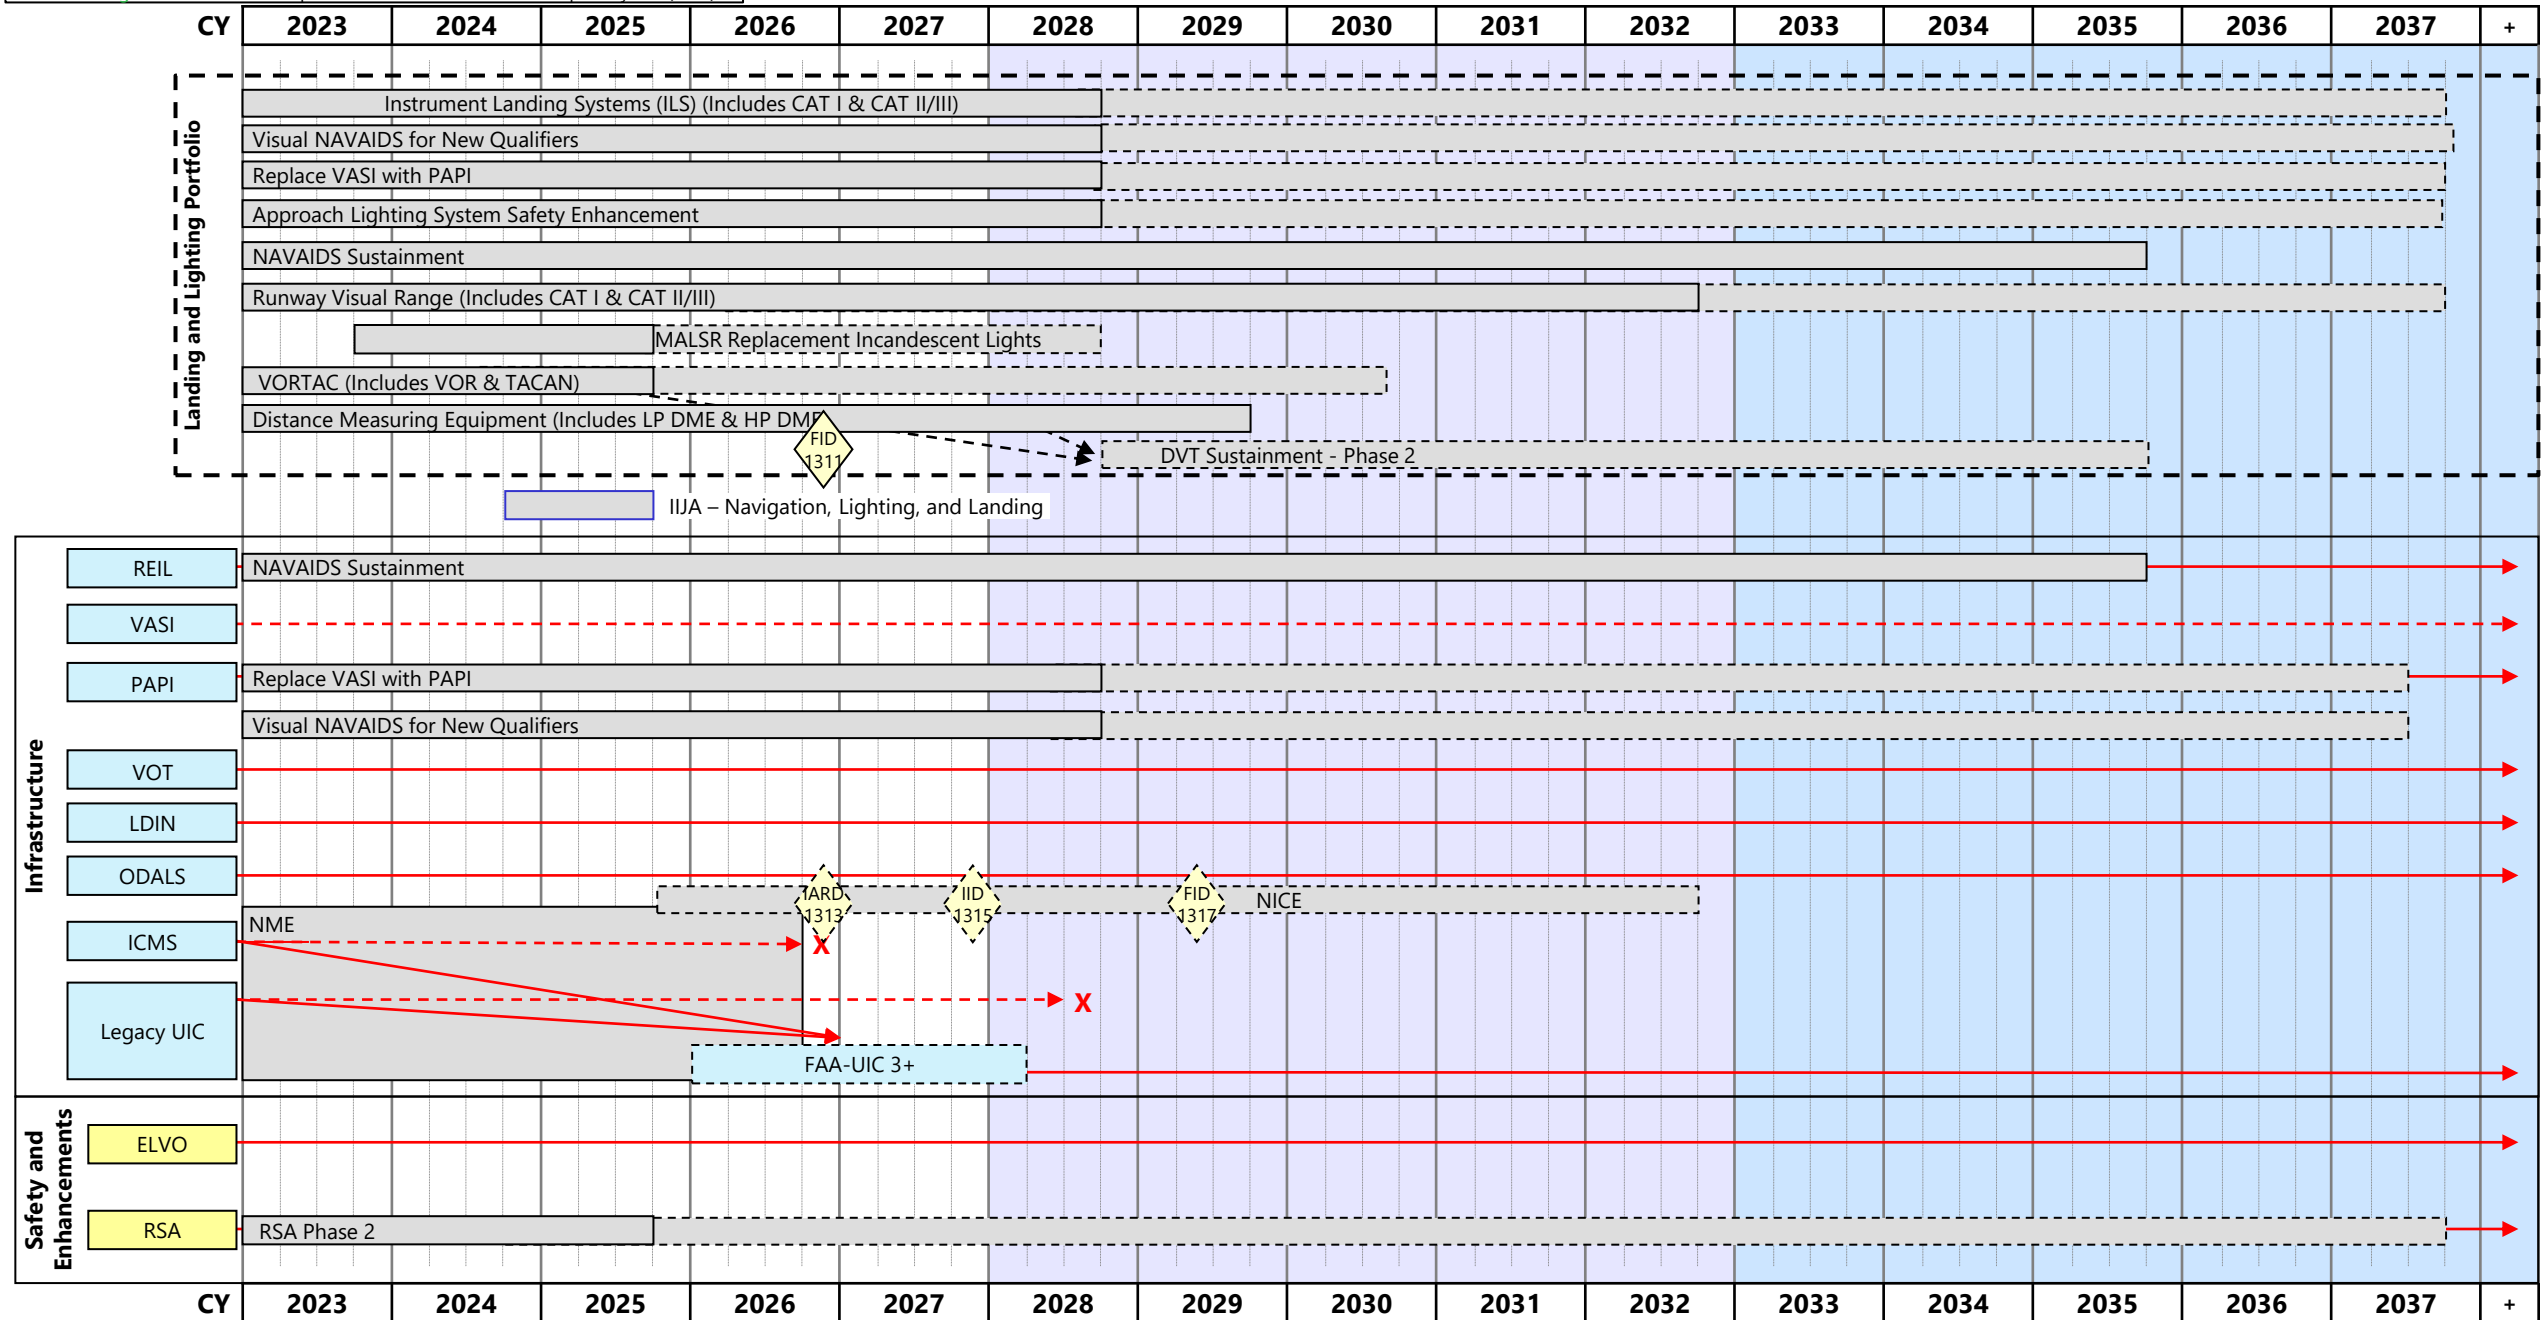 CY 2023 2024 2025 2026 2027 2028 2029 2030 2031 2032 2033 2034 2035 2036 2037 +
Landing and Lighting Portfolio
Instrument Landing Systems (ILS) (Includes CAT I & CAT II/III)
Visual NAVAIDS for New Qualifiers
Replace VASI with PAPI
Approach Lighting System Safety Enhancement
NAVAIDS Sustainment
Runway Visual Range (Includes CAT I & CAT II/III)
MALSR Replacement Incandescent Lights
VORTAC (Includes VOR & TACAN)
Distance Measuring Equipment (Includes LP DME & HP DME
FID
1311
DVT Sustainment - Phase 2
IIJA – Navigation, Lighting, and Landing
Infrastructure
REIL
NAVAIDS Sustainment
VASI
PAPI
Replace VASI with PAPI
Visual NAVAIDS for New Qualifiers
VOT
LDIN
ODALS
IARD
1313
IID
1315
FID
1317
NICE
NME
ICMS
X
Legacy UIC
X
FAA-UIC 3+
Safety and
Enhancements
ELVO
RSA
RSA Phase 2
CY 2023 2024 2025 2026 2027 2028 2029 2030 2031 2032 2033 2034 2035 2036 2037 +